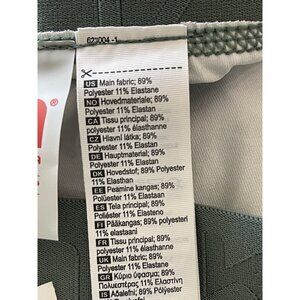 623004 -1
US Main fabric; 89%
Polyester 11% Elastane
NO Hovedmateriale; 89%
Polyester 11% Elastan
CA Tissu principal; 89%
Polyester 11% élasthanne
CZ Hlavní látka; 89%
Polyester 11% Elastan
DE Hauptmaterial; 89%
Polyester 11% Elasthan
DK Hovedstof; 89% Polyester
11% Elasthan
EE Peamine kangas; 89%
Polüester 11% Elastaan
ES Tela principal; 89%
Poliéster 11% Elasteno
FI Pääkangas; 89% polyesteri
11% elastaani
FR Tissu principal; 89%
Polyester 11% élasthanne
UK Main fabric; 89%
Polyester 11% Elastane
GR Κύριο ύφασμα; 89%
Πολυεστέρας 11% Ελαστίνη
IS Aðalefni; 89% Pólýester